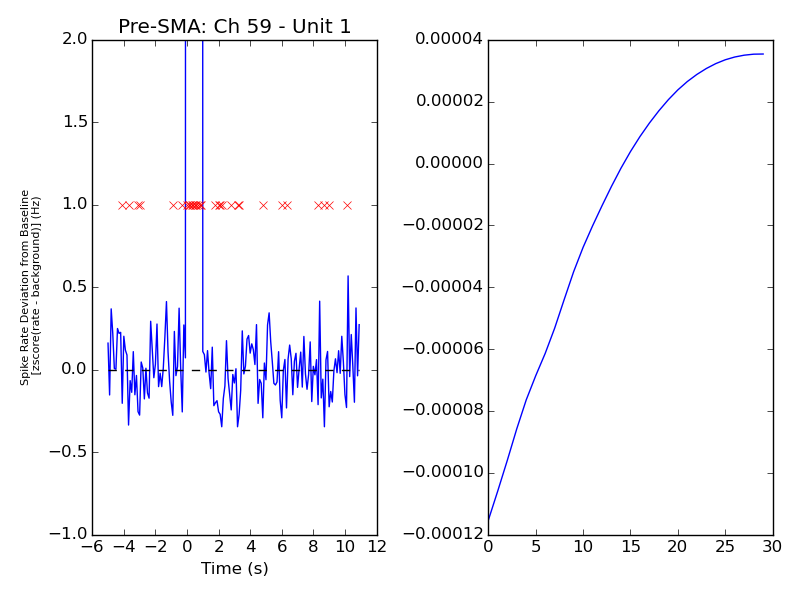 Pre-SMA: Ch 59 - Unit 1
2.0
1.5
1.0
0.5
0.0
−0.5
−1.0
Spike Rate Deviation from Baseline
[zscore(rate - background)] (Hz)
−6 −4 −2 0 2 4 6 8 10 12
Time (s)
0.00004
0.00002
0.00000
−0.00002
−0.00004
−0.00006
−0.00008
−0.00010
−0.00012
0 5 10 15 20 25 30